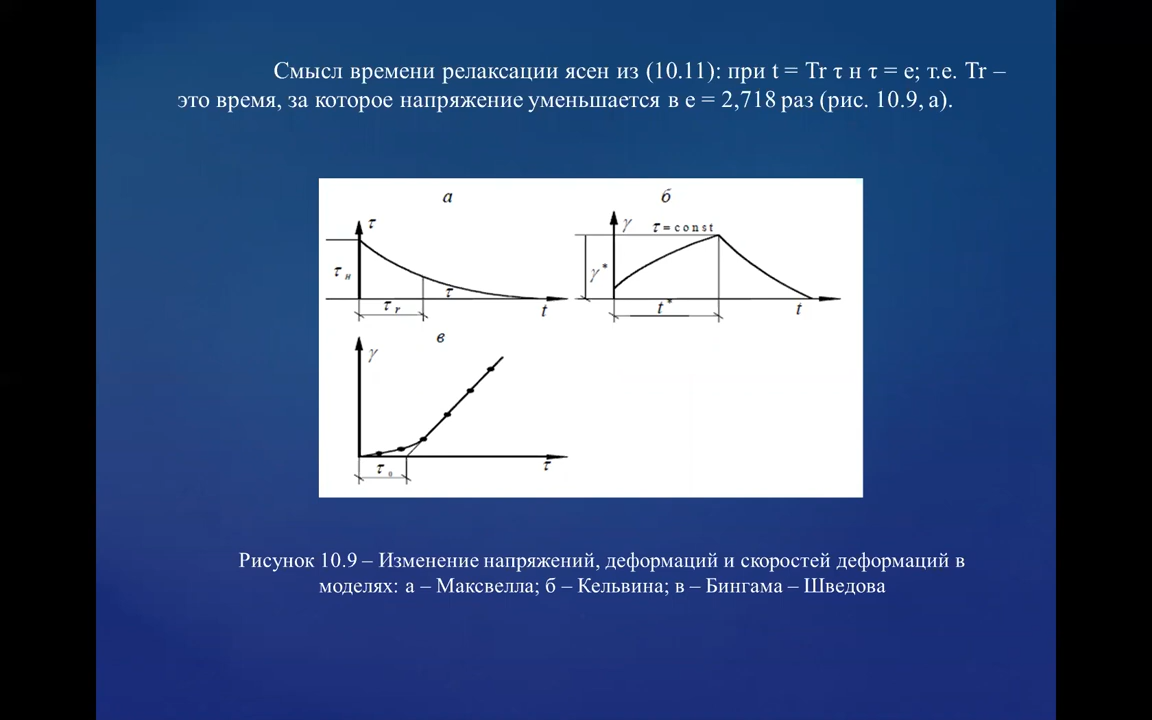 Смысл времени релаксации ясен из (10.11): при t = Tr τ н τ = e; т.е. Tr –
это время, за которое напряжение уменьшается в e = 2,718 раз (рис. 10.9, а).
а
б
τ
γ
τ = const
τ н
γ *
τ
τ r
t
t *
t
в
γ
τ
τ о
Рисунок 10.9 – Изменение напряжений, деформаций и скоростей деформаций в
моделях: а – Максвелла; б – Кельвина; в – Бингама – Шведова